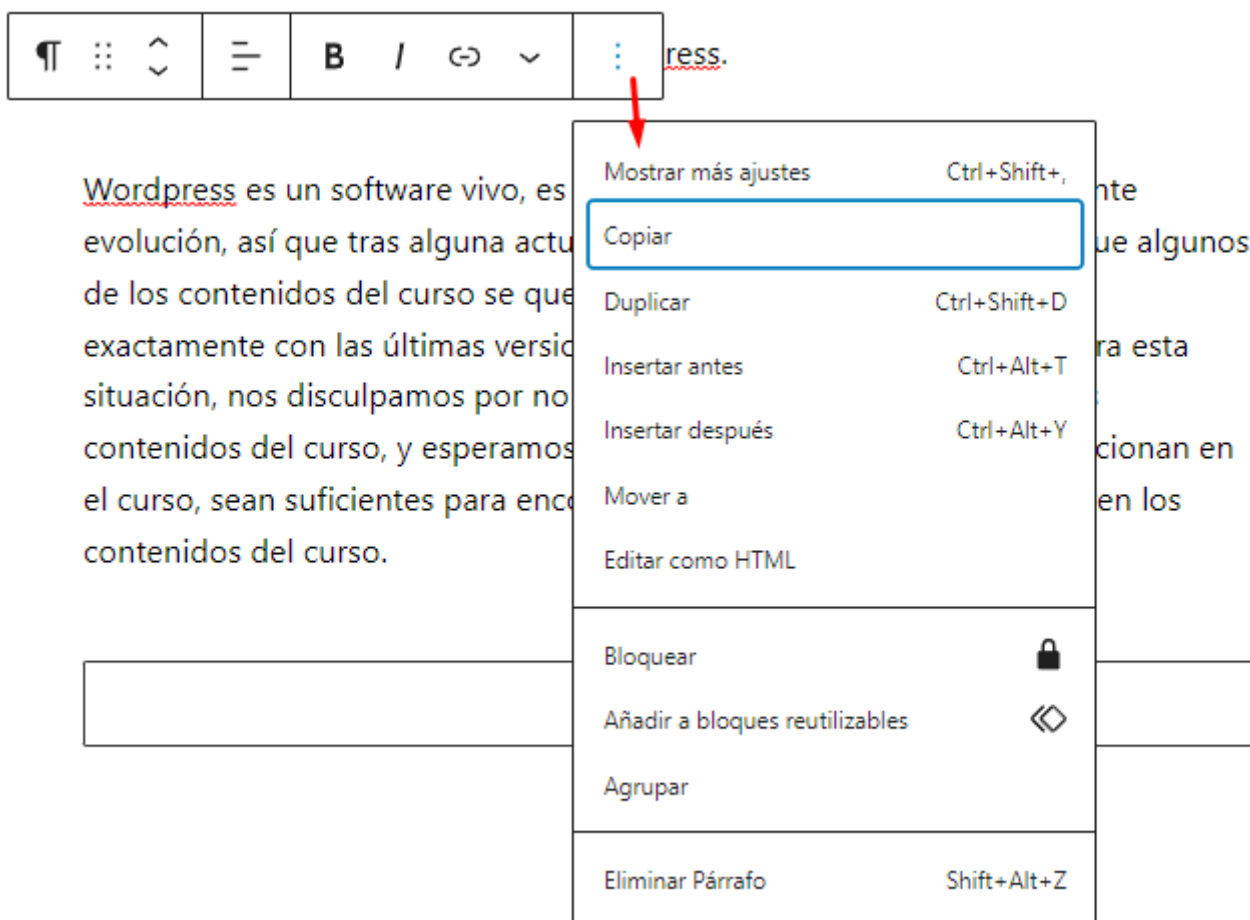 B I
ress.
Mostrar más ajustes Ctrl+Shift+,
Copiar
Duplicar Ctrl+Shift+D
Insertar antes Ctrl+Alt+T
Insertar después Ctrl+Alt+Y
Mover a
Editar como HTML
Bloquear
Añadir a bloques reutilizables
Agrupar
Eliminar Párrafo Shift+Alt+Z
Wordpress es un software vivo, es nte
evolución, así que tras alguna actu ue algunos
de los contenidos del curso se que
exactamente con las últimas versic ra esta
situación, nos disculpamos por no
contenidos del curso, y esperamos cionan en
el curso, sean suficientes para enc en los
contenidos del curso.